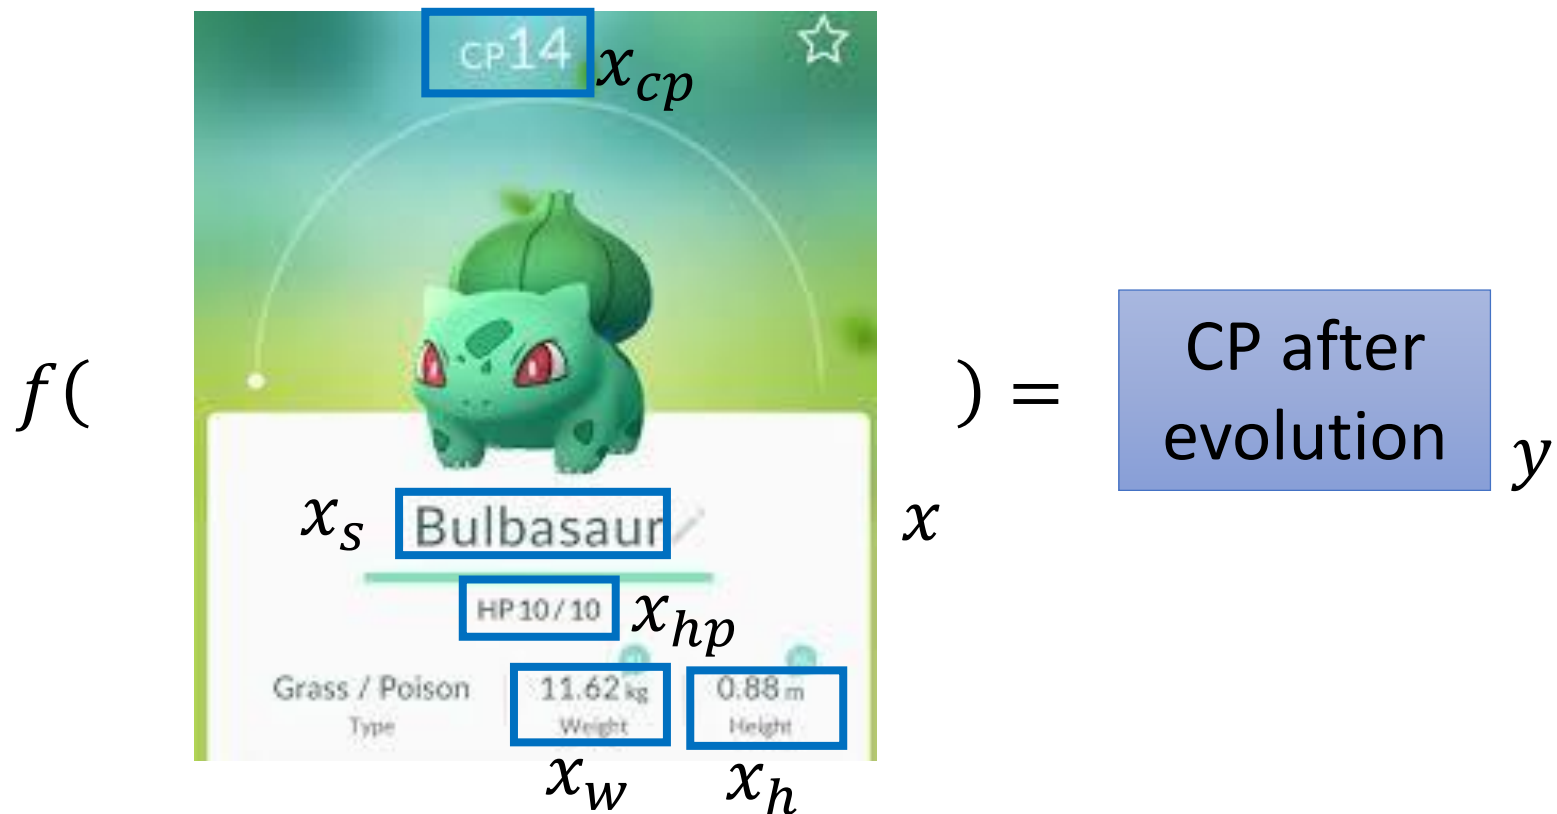 CP14
x_cp
f(
) =
CP after
evolution
y
x_s
Bulbasaur
x
HP 10 / 10
x_hp
Grass / Poison
11.62 kg
0.88 m
Type
Weight
Height
x_w
x_h